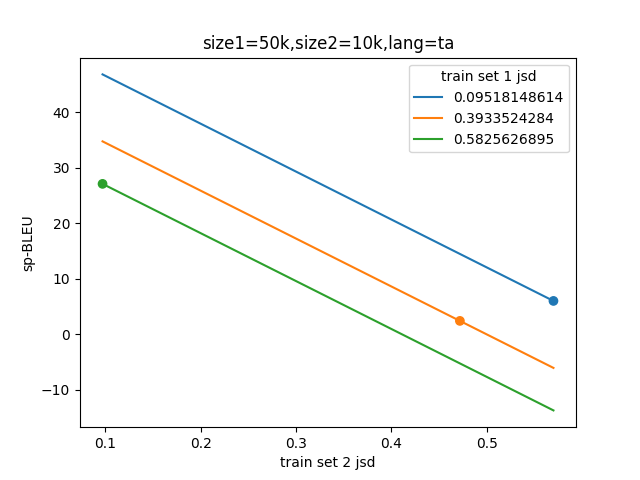 size1=50k,size2=10k,lang=ta
train set 1 jsd
0.09518148614
0.3933524284
0.5825626895
sp-BLEU
40
30
20
10
0
−10
0.1 0.2 0.3 0.4 0.5
train set 2 jsd